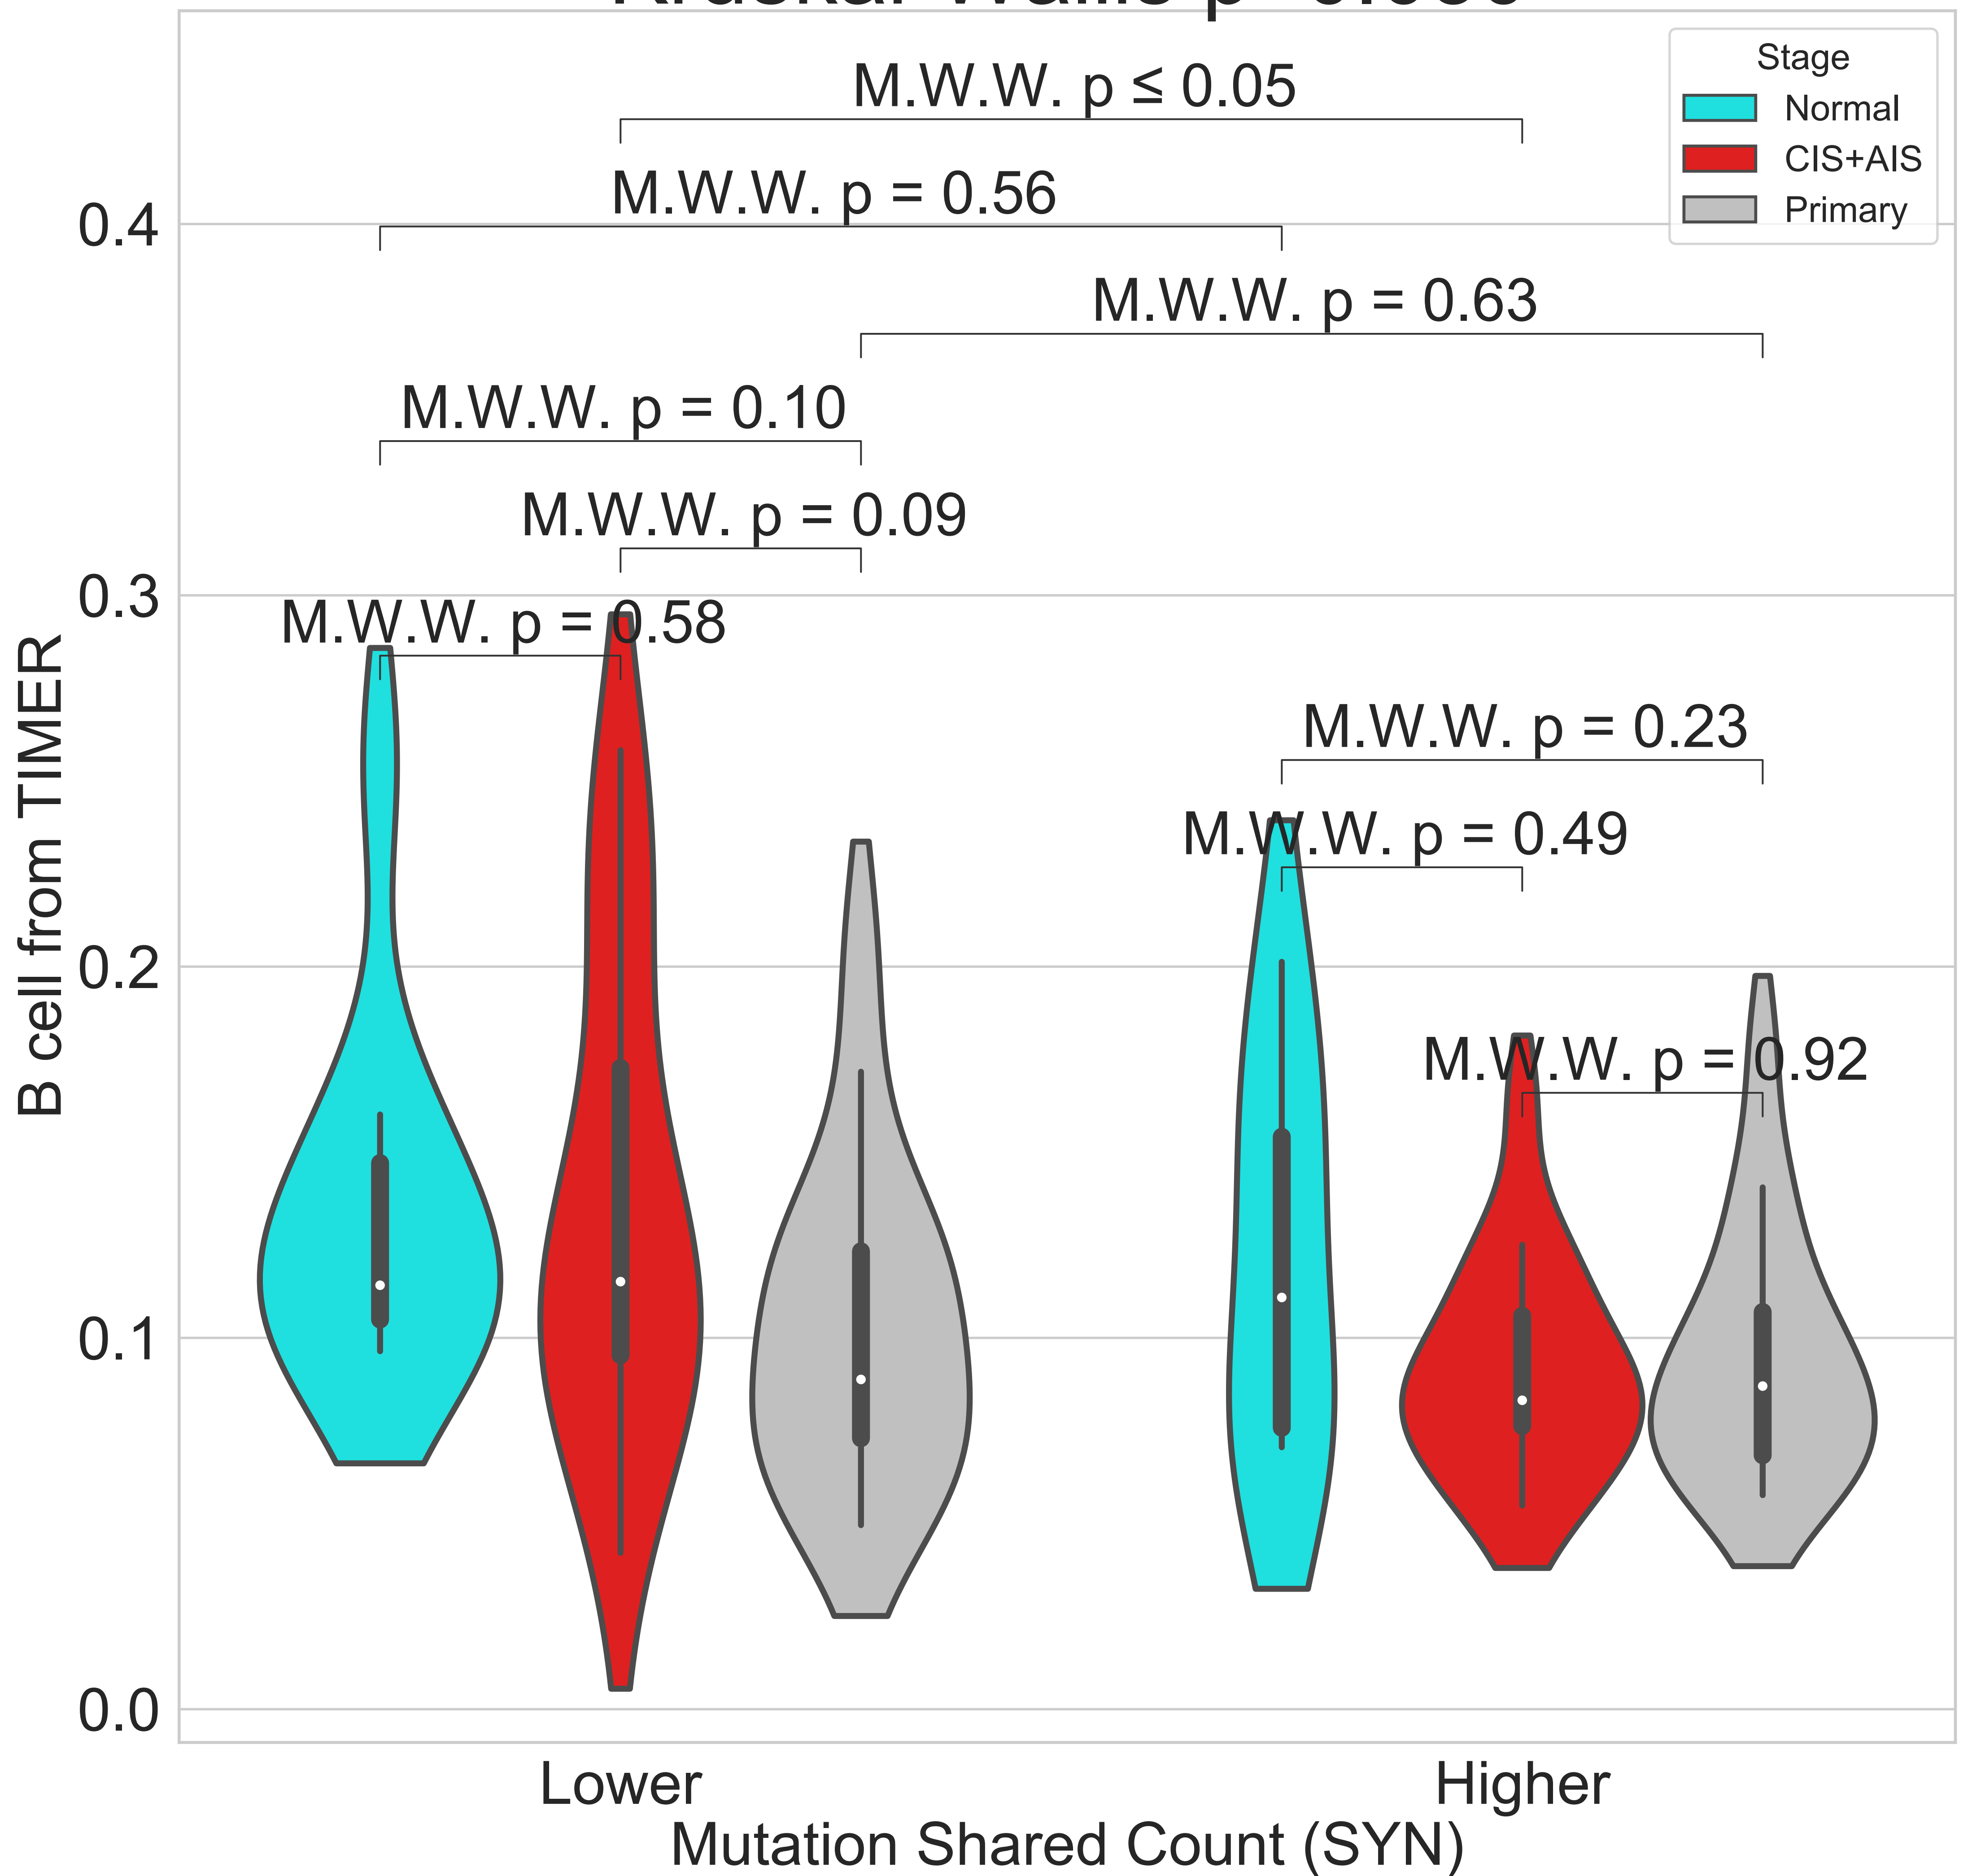 Stage
Normal
CIS+AIS
Primary
M.W.W. p ≤ 0.05
M.W.W. p = 0.56
M.W.W. p = 0.63
M.W.W. p = 0.10
M.W.W. p = 0.09
M.W.W. p = 0.58
M.W.W. p = 0.23
M.W.W. p = 0.49
M.W.W. p = 0.92
B cell from TIMER
0.4
0.3
0.2
0.1
0.0
Lower
Higher
Mutation Shared Count (SYN)